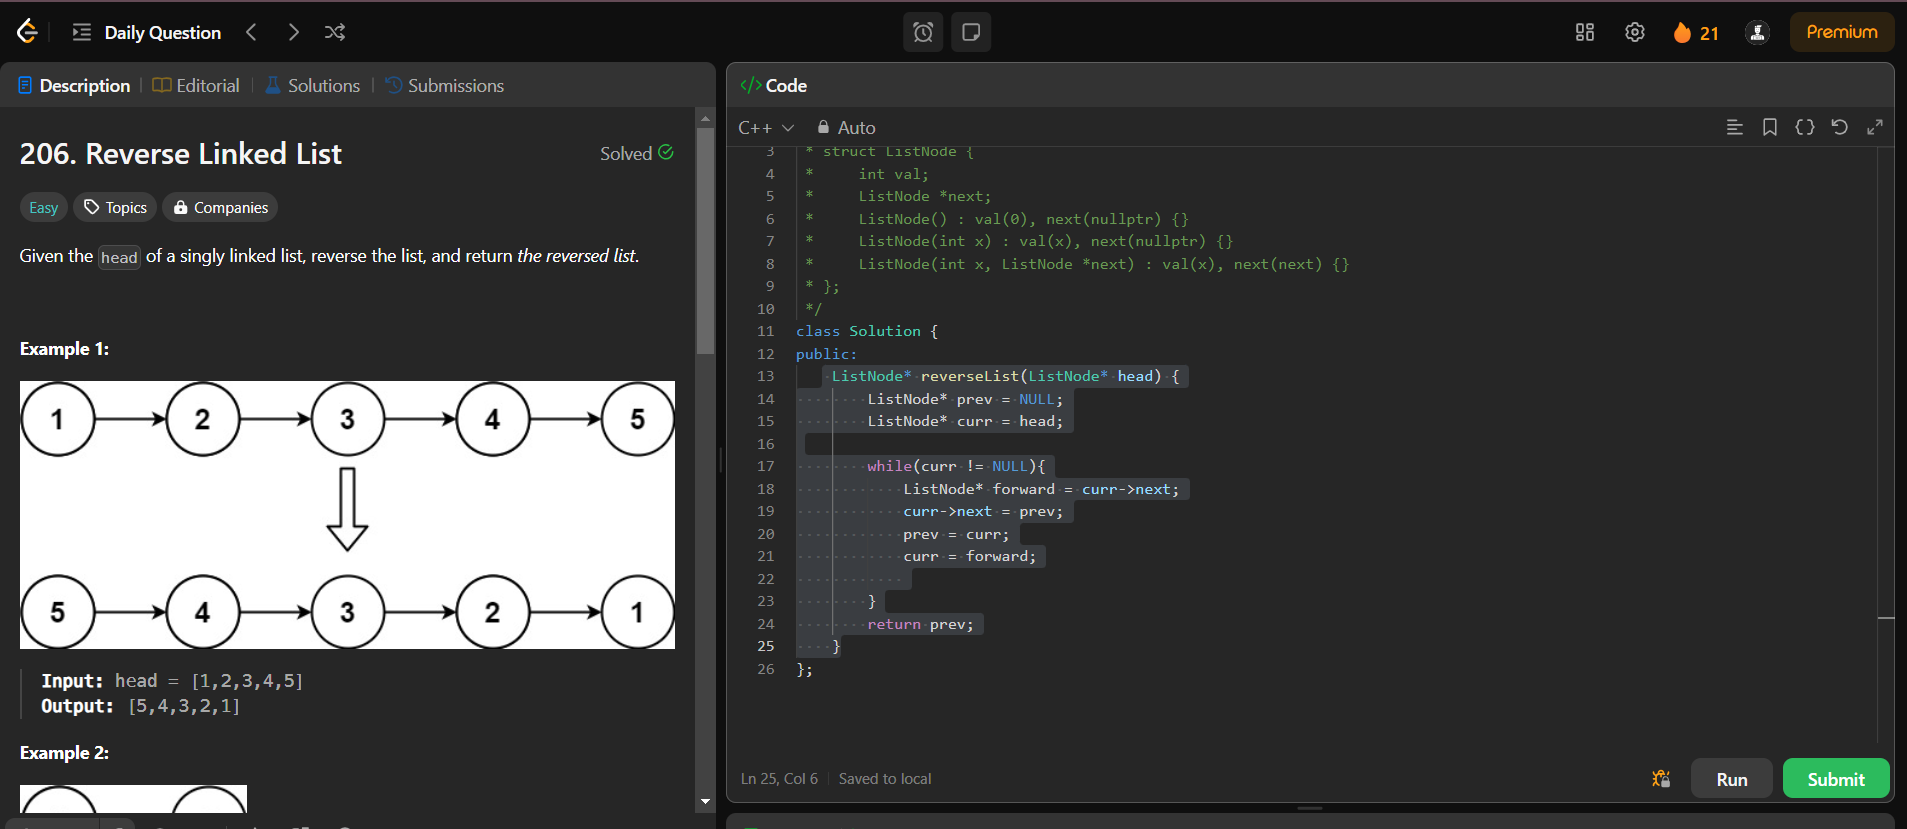 Daily Question
21
Premium
Description
Editorial
Solutions
Submissions
206. Reverse Linked List
Solved
Easy
Topics
Companies
Given the head of a singly linked list, reverse the list, and return the reversed list.
Example 1:
1 2 3 4 5
5 4 3 2 1
Input: head = [1,2,3,4,5]
Output: [5,4,3,2,1]
Example 2:
</> Code
C++
Auto
3 * struct ListNode {
4 *     int val;
5 *     ListNode *next;
6 *     ListNode() : val(0), next(nullptr) {}
7 *     ListNode(int x) : val(x), next(nullptr) {}
8 *     ListNode(int x, ListNode *next) : val(x), next(next) {}
9 * };
10 */
11 class Solution {
12 public:
13     ListNode* reverseList(ListNode* head) {
14         ListNode* prev = NULL;
15         ListNode* curr = head;
16
17         while(curr != NULL){
18             ListNode* forward = curr->next;
19             curr->next = prev;
20             prev = curr;
21             curr = forward;
22
23         }
24         return prev;
25     }
26 };
Ln 25, Col 6
Saved to local
Run
Submit